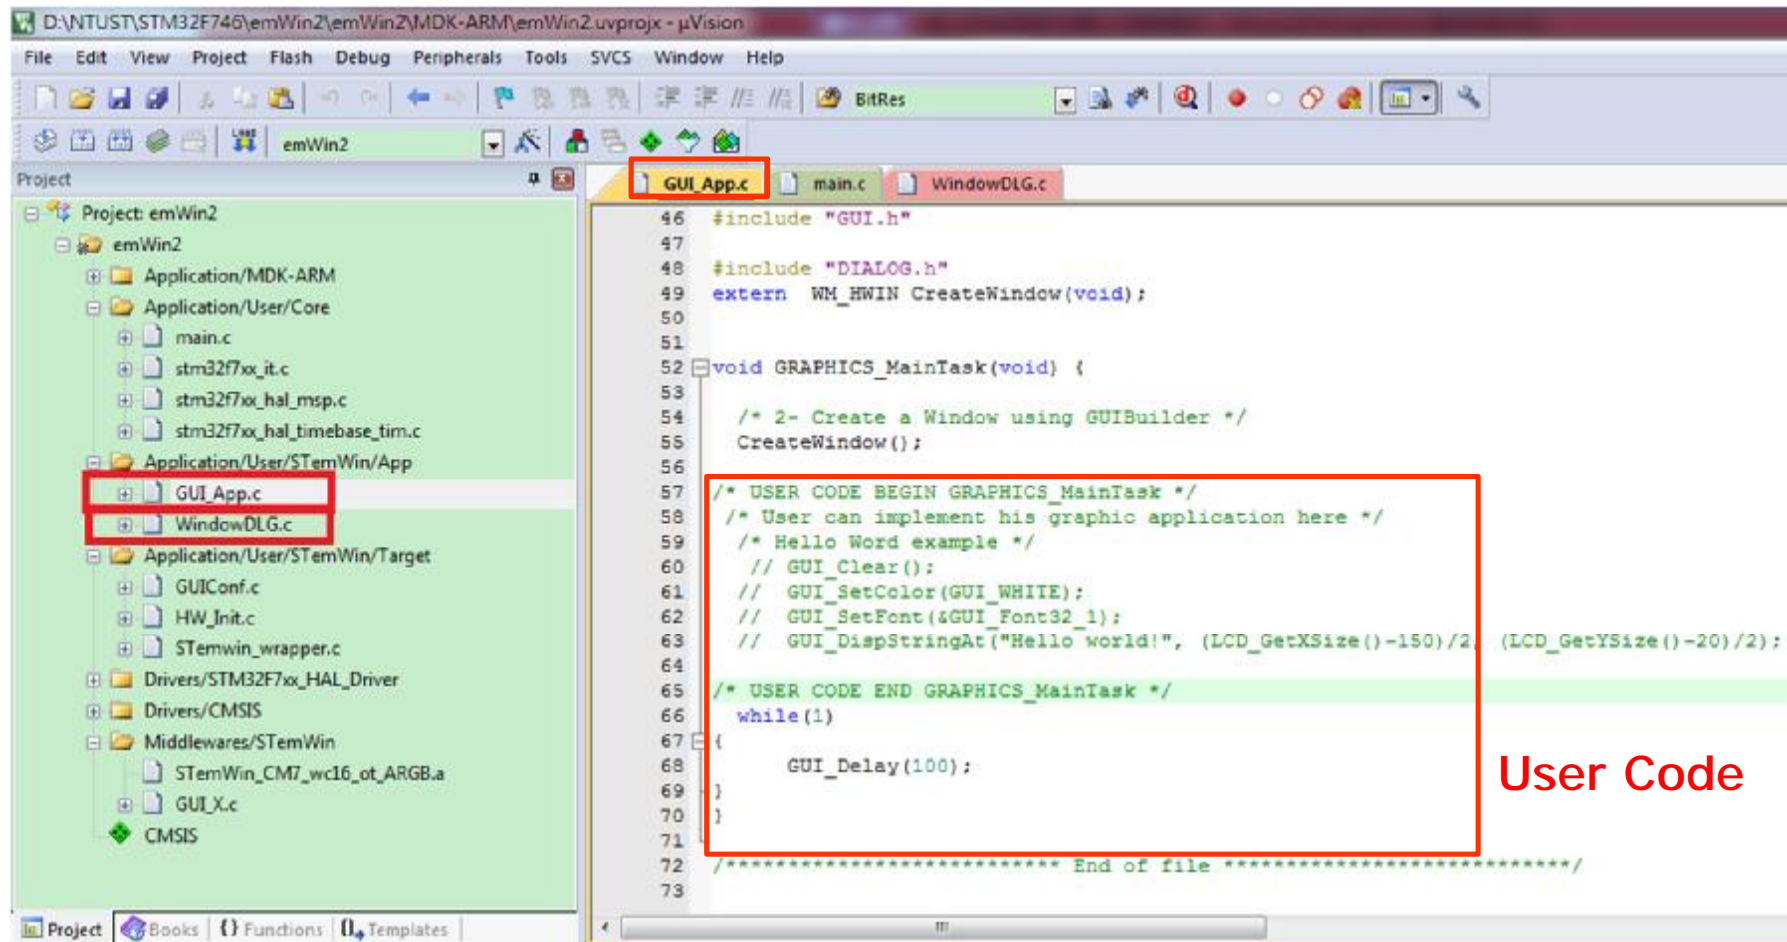 D:\NTUST\STM32F746\emWin2\emWin2\MDK-ARM\emWin2.uvprojx - µVision
File Edit View Project Flash Debug Peripherals Tools SVCS Window Help
BitRes
emWin2
Project
Project: emWin2
emWin2
Application/MDK-ARM
Application/User/Core
main.c
stm32f7xx_it.c
stm32f7xx_hal_msp.c
stm32f7xx_hal_timebase_tim.c
Application/User/STemWin/App
GUI_App.c
WindowDLG.c
Application/User/STemWin/Target
GUIConf.c
HW_Init.c
STemwin_wrapper.c
Drivers/STM32F7xx_HAL_Driver
Drivers/CMSIS
Middlewares/STemWin
STemWin_CM7_wc16_ot_ARGB.a
GUI_X.c
CMSIS
Project Books {} Functions Templates
GUI_App.c main.c WindowDLG.c
46 #include "GUI.h"
47
48 #include "DIALOG.h"
49 extern WM_HWIN CreateWindow(void);
50
51
52 void GRAPHICS_MainTask(void) {
53
54 /* 2- Create a Window using GUIBuilder */
55 CreateWindow();
56
57 /* USER CODE BEGIN GRAPHICS_MainTask */
58 /* User can implement his graphic application here */
59 /* Hello Word example */
60 // GUI_Clear();
61 // GUI_SetColor(GUI_WHITE);
62 // GUI_SetFont(&GUI_Font32_1);
63 // GUI_DispStringAt("Hello world!", (LCD_GetXSize()-150)/2, (LCD_GetYSize()-20)/2);
64
65 /* USER CODE END GRAPHICS_MainTask */
66 while(1)
67 {
68 GUI_Delay(100);
69 }
70 }
71
72 /**************************** End of file ****************************/
73
User Code